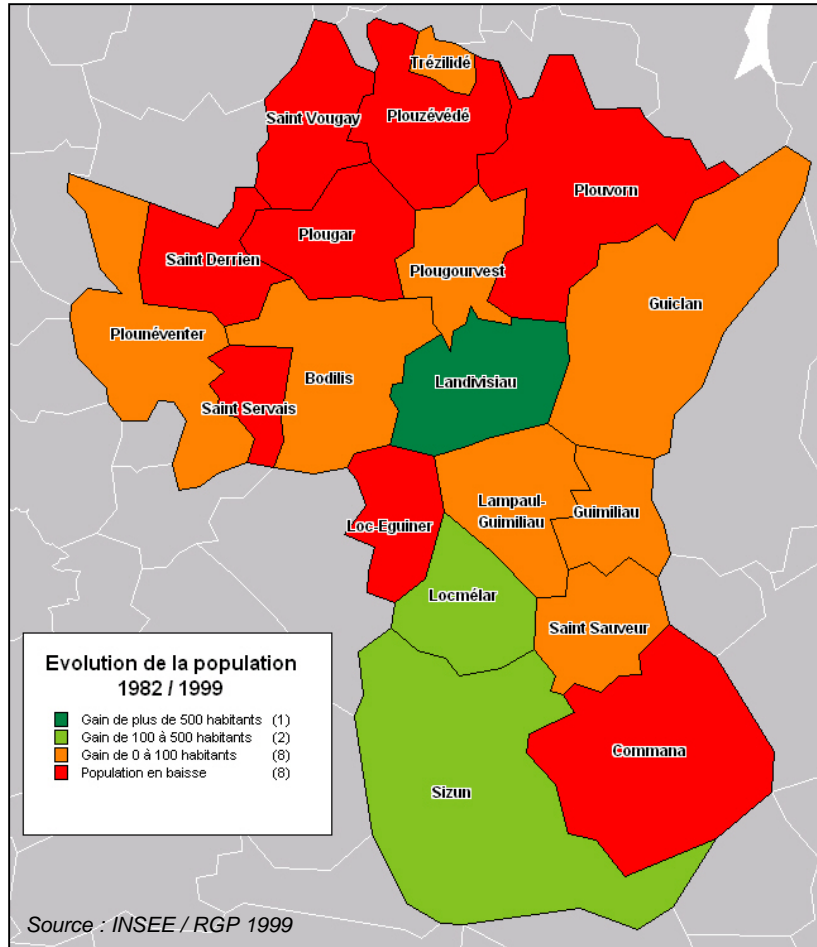 Trézilidé
Saint Vougay
Plouzévédé
Plouvorn
Plougar
Saint Derrien
Plougourvest
Guiclan
Plounéventer
Bodilis
Landivisiau
Saint Servais
Lampaul-
Guimiliau
Guimiliau
Loc-Eguiner
Locmélar
Saint Sauveur
Commana
Sizun
Evolution de la population
1982 / 1999
Gain de plus de 500 habitants (1)
Gain de 100 à 500 habitants (2)
Gain de 0 à 100 habitants (8)
Population en baisse (8)
Source : INSEE / RGP 1999